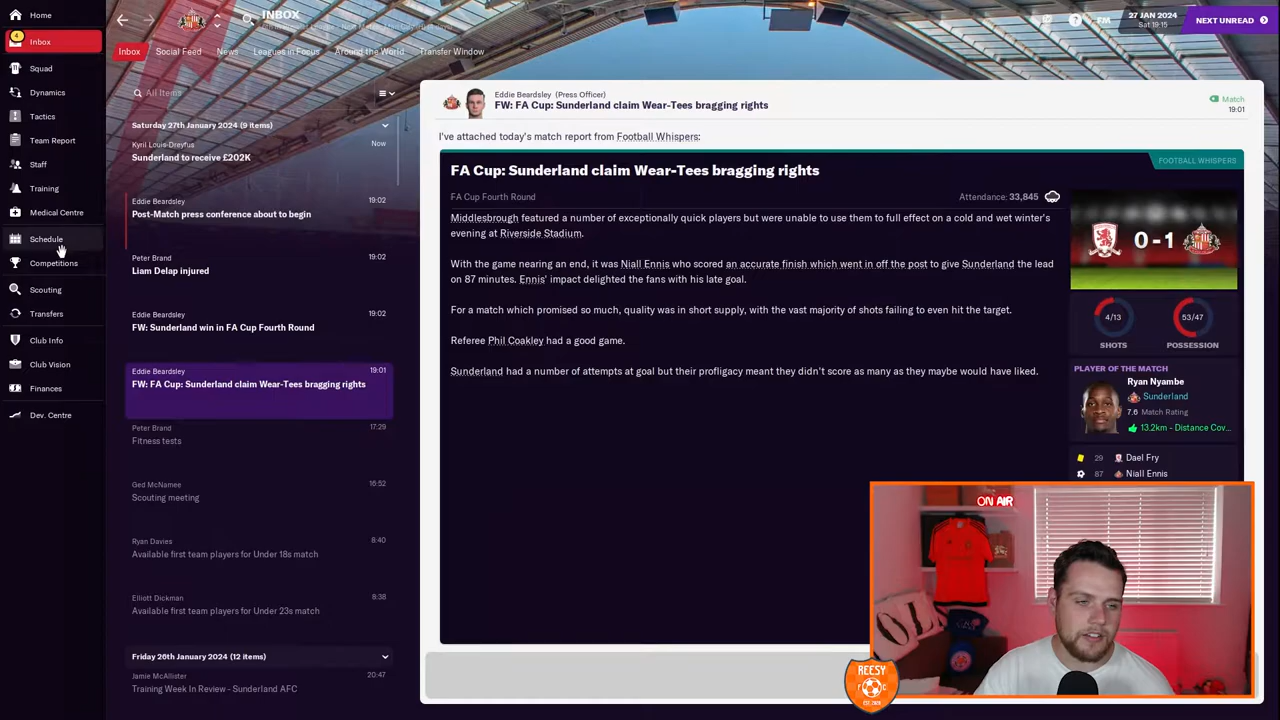 Home
4
Inbox
Squad
Dynamics
Tactics
Team Report
Staff
Training
Medical Centre
Schedule
Competitions
Scouting
Transfers
Club Info
Club Vision
Finances
Dev. Centre
INBOX
?
FM
27 JAN 2024
Sat 19:15
NEXT UNREAD
Inbox
Social Feed
News
Leagues in Focus
Around the World
Transfer Window
All Items
Saturday 27th January 2024 (9 items)
Kyril Louis-Dreyfus
Now
Sunderland to receive £202K
Eddie Beardsley
19:02
Post-Match press conference about to begin
Peter Brand
19:02
Liam Delap injured
Eddie Beardsley
19:02
FW: Sunderland win in FA Cup Fourth Round
Eddie Beardsley
19:01
FW: FA Cup: Sunderland claim Wear-Tees bragging rights
Peter Brand
17:29
Fitness tests
Ged McNamee
16:52
Scouting meeting
Ryan Davies
8:40
Available first team players for Under 18s match
Elliott Dickman
8:38
Available first team players for Under 23s match
Friday 26th January 2024 (12 items)
Jamie McAllister
20:47
Training Week In Review - Sunderland AFC
Eddie Beardsley (Press Officer)
FW: FA Cup: Sunderland claim Wear-Tees bragging rights
Match
19:01
I've attached today's match report from Football Whispers:
FOOTBALL WHISPERS
FA Cup: Sunderland claim Wear-Tees bragging rights
FA Cup Fourth Round
Attendance: 33,845
Middlesbrough featured a number of exceptionally quick players but were unable to use them to full effect on a cold and wet winter's
evening at Riverside Stadium.
With the game nearing an end, it was Niall Ennis who scored an accurate finish which went in off the post to give Sunderland the lead
on 87 minutes. Ennis' impact delighted the fans with his late goal.
For a match which promised so much, quality was in short supply, with the vast majority of shots failing to even hit the target.
Referee Phil Coakley had a good game.
Sunderland had a number of attempts at goal but their profligacy meant they didn't score as many as they maybe would have liked.
0-1
4/13
53/47
SHOTS
POSSESSION
PLAYER OF THE MATCH
Ryan Nyambe
Sunderland
7.6 Match Rating
13.2km - Distance Cov...
29 Dael Fry
87 Niall Ennis
ON AIR
REESY